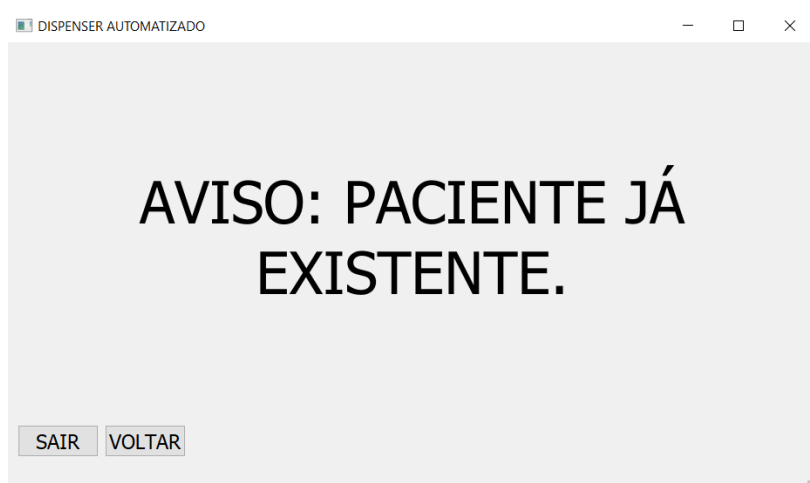 DISPENSER AUTOMATIZADO
AVISO: PACIENTE JÁ
EXISTENTE.
SAIR VOLTAR